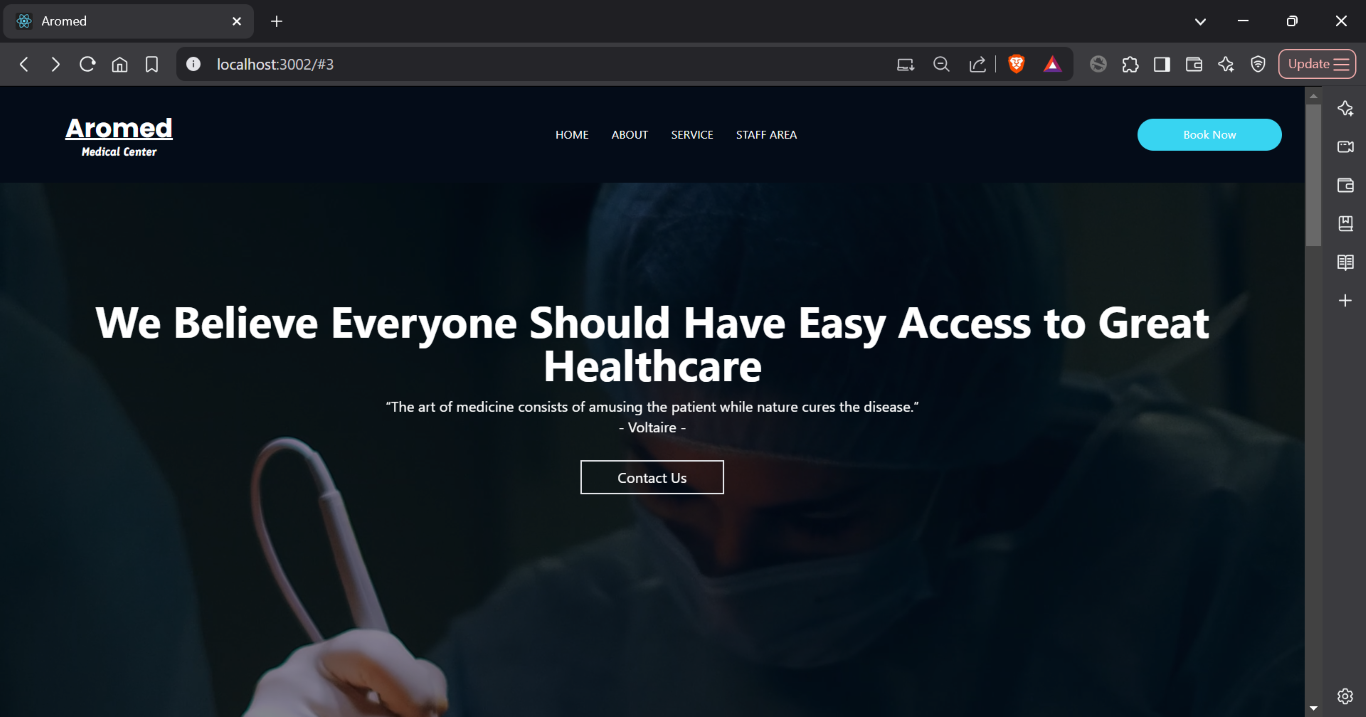 Aromed
localhost:3002/#3
Update
Aromed
Medical Center
HOME ABOUT SERVICE STAFF AREA
Book Now
We Believe Everyone Should Have Easy Access to Great
Healthcare
“The art of medicine consists of amusing the patient while nature cures the disease.”
- Voltaire -
Contact Us